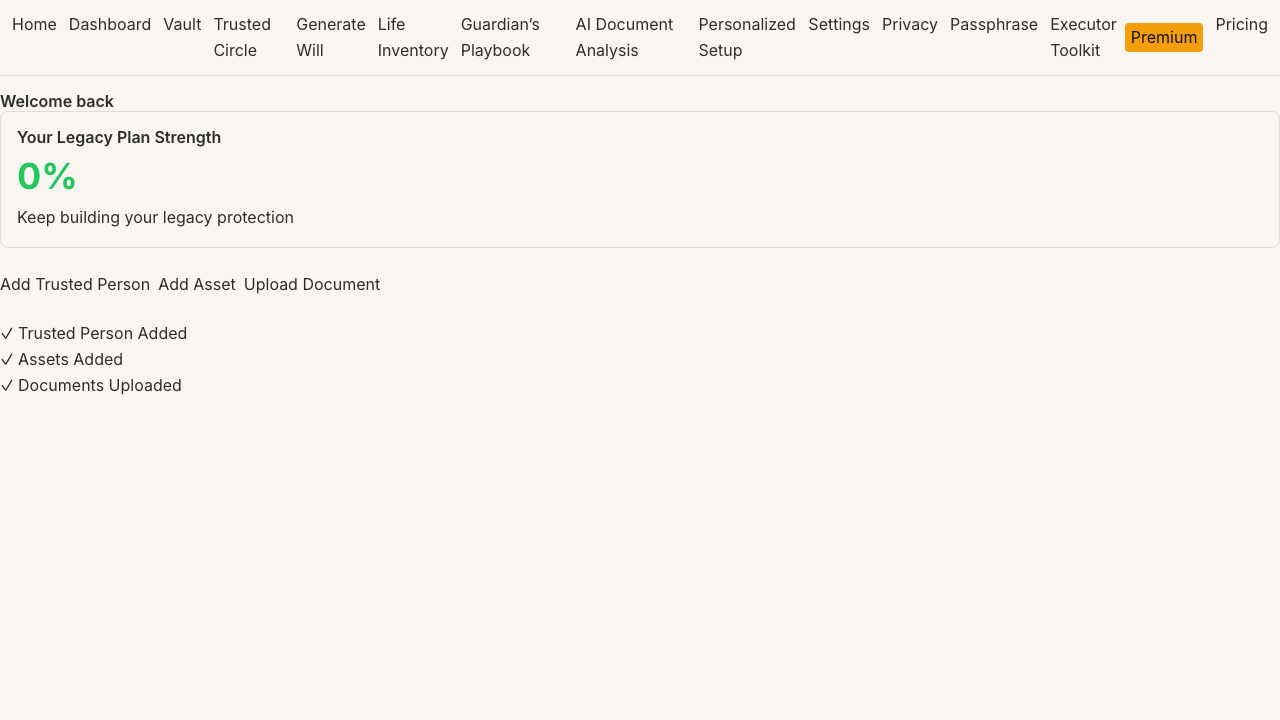 Home Dashboard Vault Trusted Circle Generate Will Life Inventory Guardian’s Playbook AI Document Analysis Personalized Setup Settings Privacy Passphrase Executor Toolkit Premium Pricing
Welcome back
Your Legacy Plan Strength
0%
Keep building your legacy protection
Add Trusted Person Add Asset Upload Document
✓ Trusted Person Added
✓ Assets Added
✓ Documents Uploaded